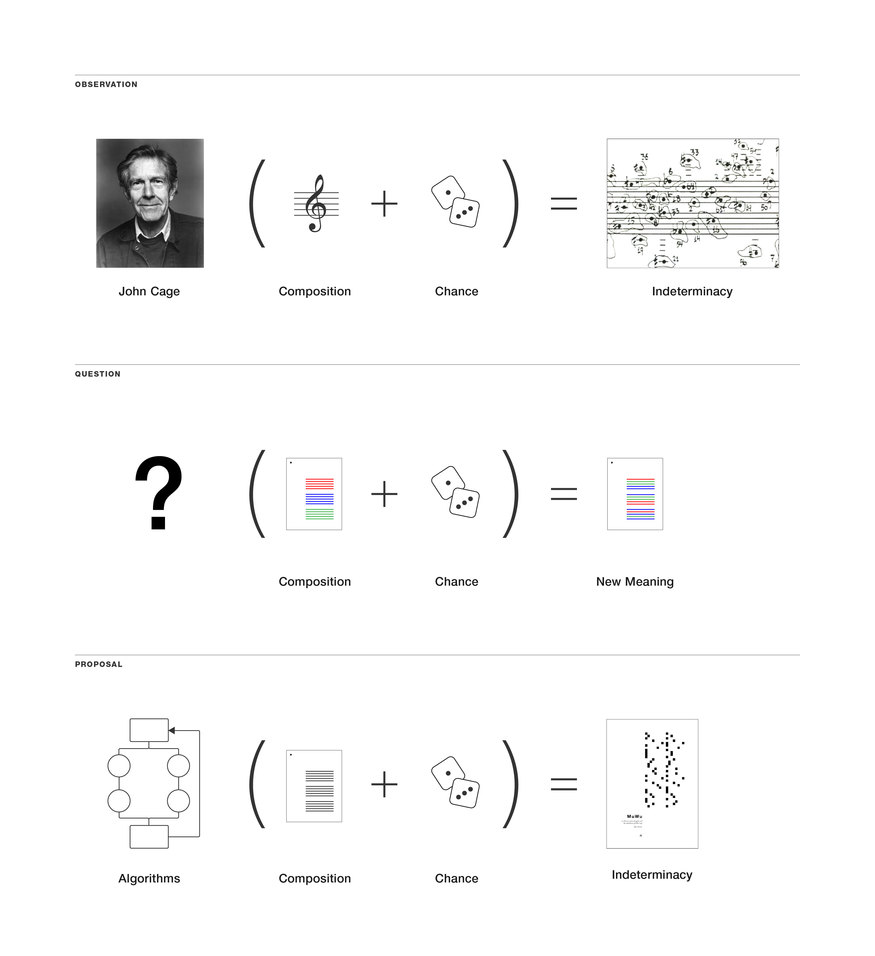 OBSERVATION
John Cage
Composition
Chance
Indeterminacy
QUESTION
?
Composition
Chance
New Meaning
PROPOSAL
Algorithms
Composition
Chance
Indeterminacy